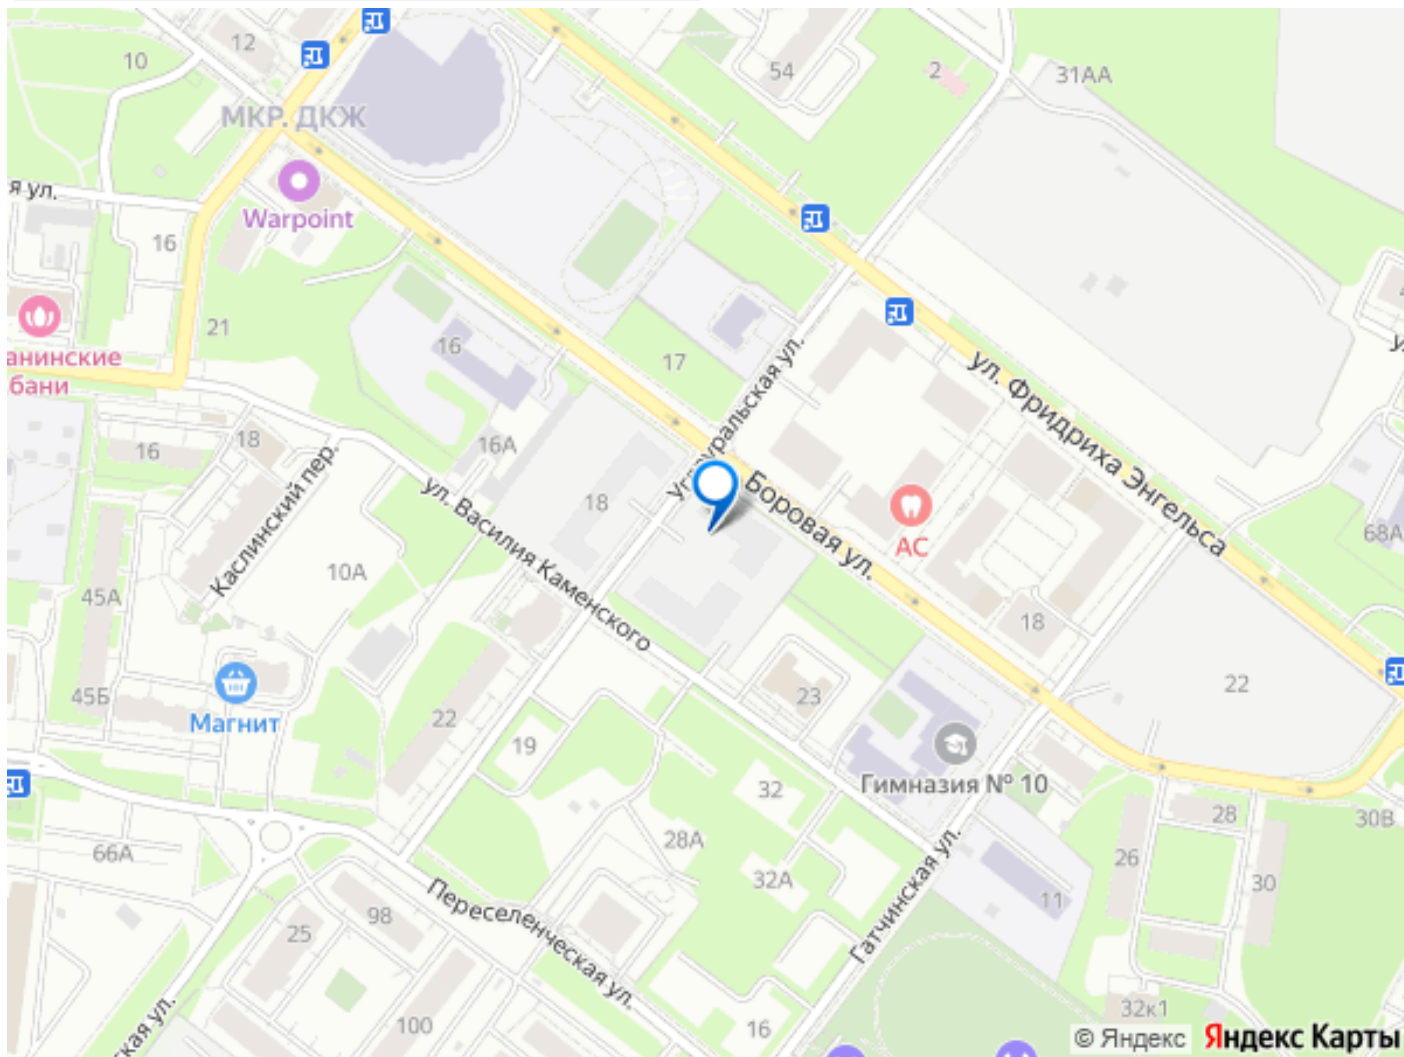 12
10
54
2
31АА
МКР. ДКЖ
Warpoint
я ул.
16
21
анинские
бани
16
17
Углеуральская ул.
ул. Фридриха Энгельса
16
18
16А
Каслинский пер.
ул. Василия Каменского
18
Боровая ул.
АС
68А
10А
45А
18
45Б
Магнит
22
23
22
19
Гимназия № 10
32
28
30В
66А
28А
26
32А
30
11
98
25
Переселенческая ул.
Гатчинская ул.
100
16
32к1
ская ул.
© Яндекс Яндекс Карты